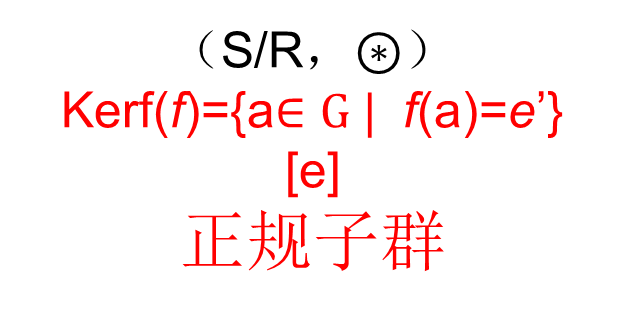 （S/R，⊛）
Kerf(f)={a∈ G | f(a)=e’}
[e]
正规子群